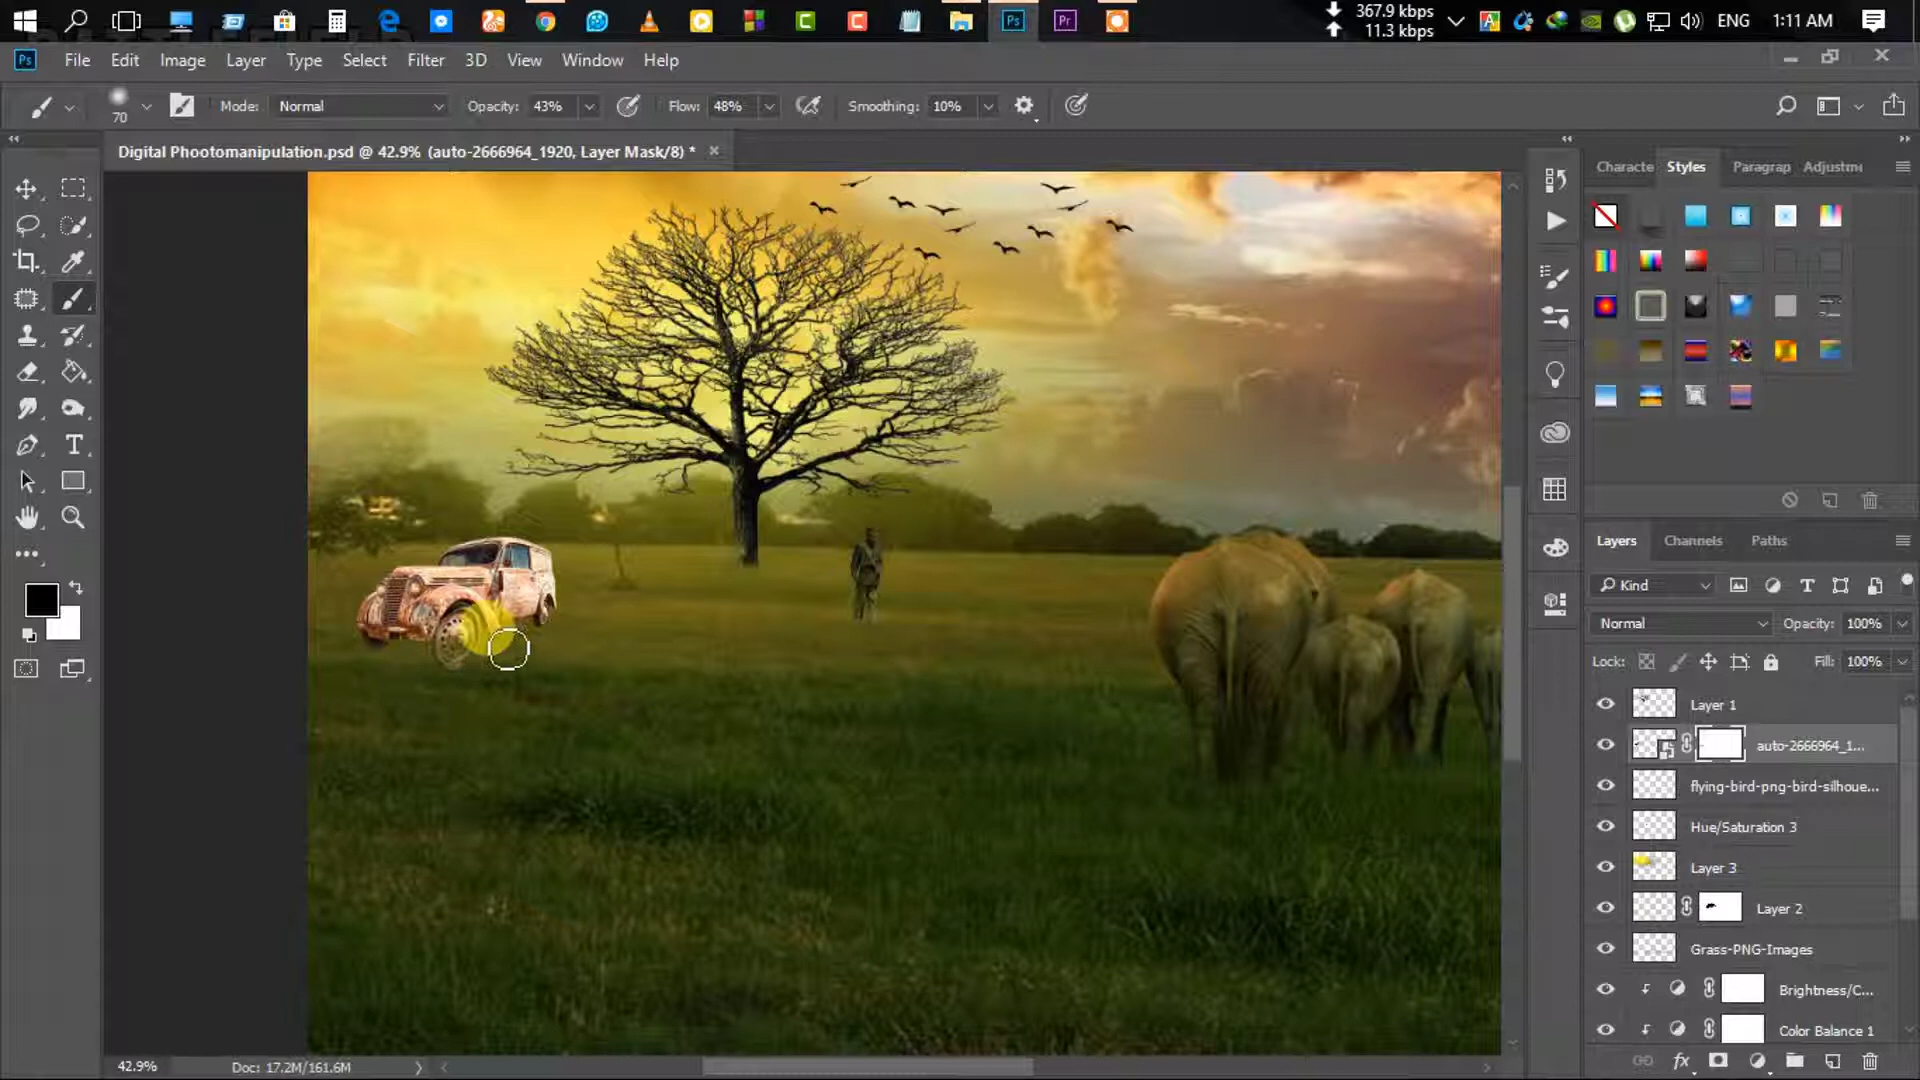 367.9 kbps
11.3 kbps
ENG
1:11 AM
Ps
File Edit Image Layer Type Select Filter 3D View Window Help
70
Mode: Normal Opacity: 43% Flow: 48% Smoothing: 10%
Digital Phootomanipulation.psd @ 42.9% (auto-2666964_1920, Layer Mask/8) *
Characte Styles Paragrap Adjustm
Layers Channels Paths
Kind
Normal Opacity: 100%
Lock: Fill: 100%
Layer 1
auto-2666964_1...
flying-bird-png-bird-silhoue...
Hue/Saturation 3
Layer 3
Layer 2
Grass-PNG-Images
Brightness/C...
Color Balance 1
42.9% Doc: 17.2M/161.6M